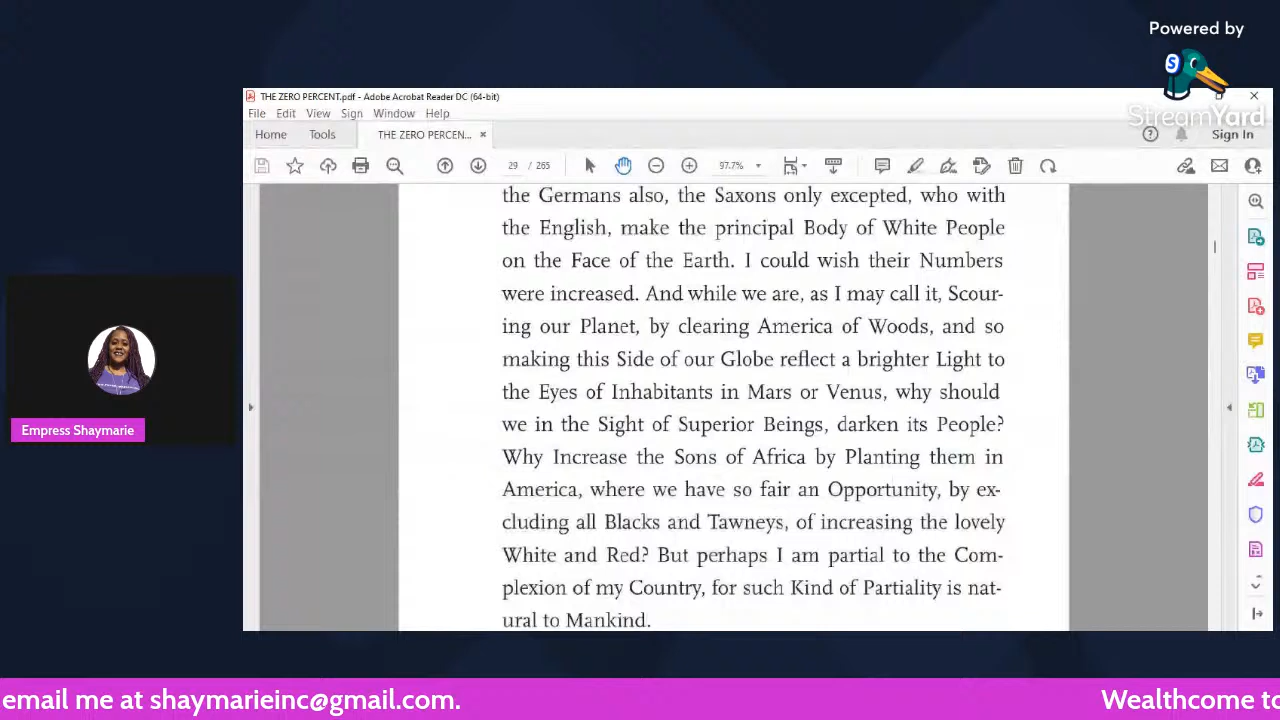 Powered by
StreamYard
THE ZERO PERCENT.pdf - Adobe Acrobat Reader DC (64-bit)
File Edit View Sign Window Help
Home Tools THE ZERO PERCEN... ×
Sign In
29 / 265 97.7%
the Germans also, the Saxons only excepted, who with
the English, make the principal Body of White People
on the Face of the Earth. I could wish their Numbers
were increased. And while we are, as I may call it, Scour-
ing our Planet, by clearing America of Woods, and so
making this Side of our Globe reflect a brighter Light to
the Eyes of Inhabitants in Mars or Venus, why should
we in the Sight of Superior Beings, darken its People?
Why Increase the Sons of Africa by Planting them in
America, where we have so fair an Opportunity, by ex-
cluding all Blacks and Tawneys, of increasing the lovely
White and Red? But perhaps I am partial to the Com-
plexion of my Country, for such Kind of Partiality is nat-
ural to Mankind.
Empress Shaymarie
email me at shaymarieinc@gmail.com. Wealthcome to